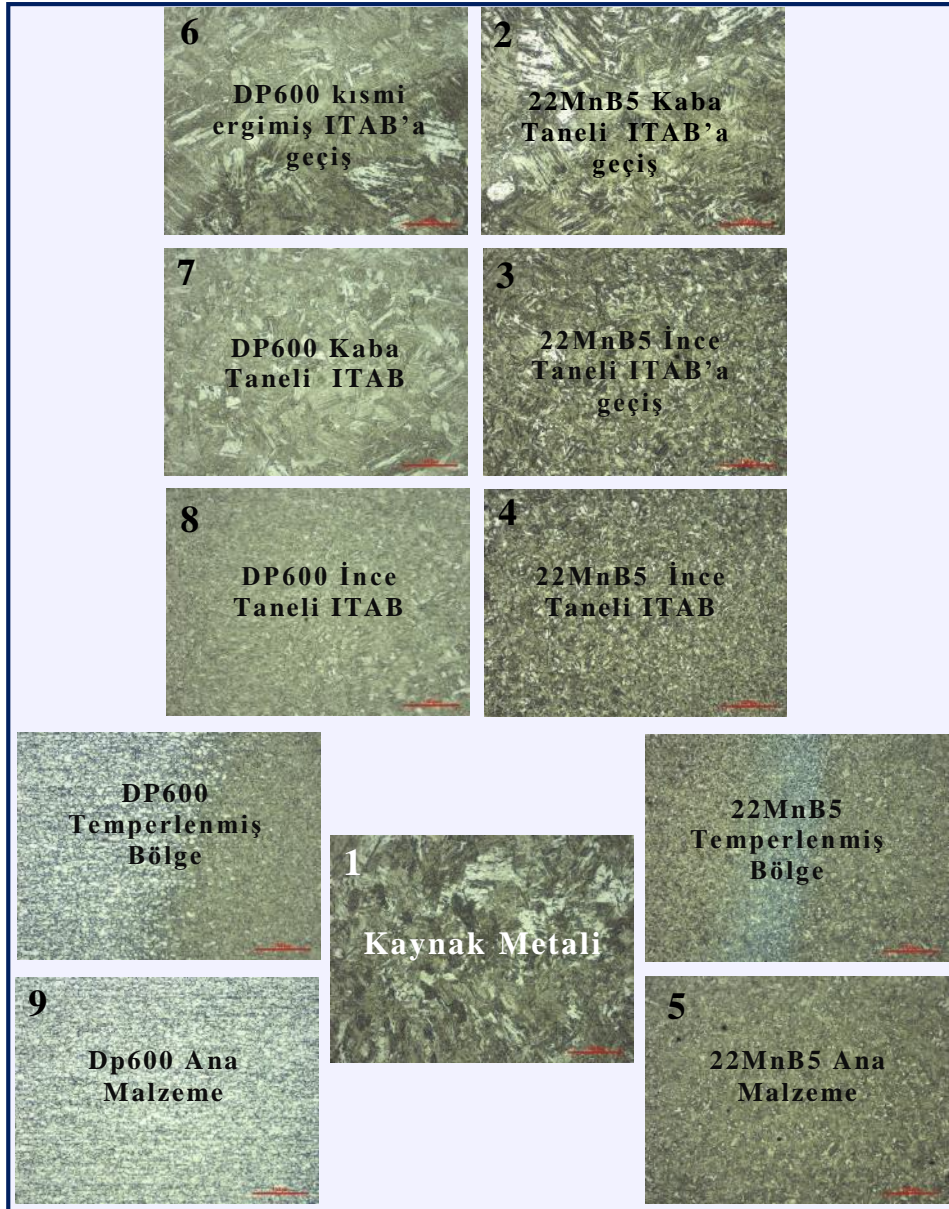 6
DP600 kısmi
ergimiş ITAB’a
geçiş
2
22MnB5 Kaba
Taneli ITAB’a
geçiş
7
DP600 Kaba
Taneli ITAB
3
22MnB5 İnce
Taneli ITAB’a
geçiş
8
DP600 İnce
Taneli ITAB
4
22MnB5 İnce
Taneli ITAB
DP600
Temperlenmiş
Bölge
22MnB5
Temperlenmiş
Bölge
1
Kaynak Metali
9
Dp600 Ana
Malzeme
5
22MnB5 Ana
Malzeme